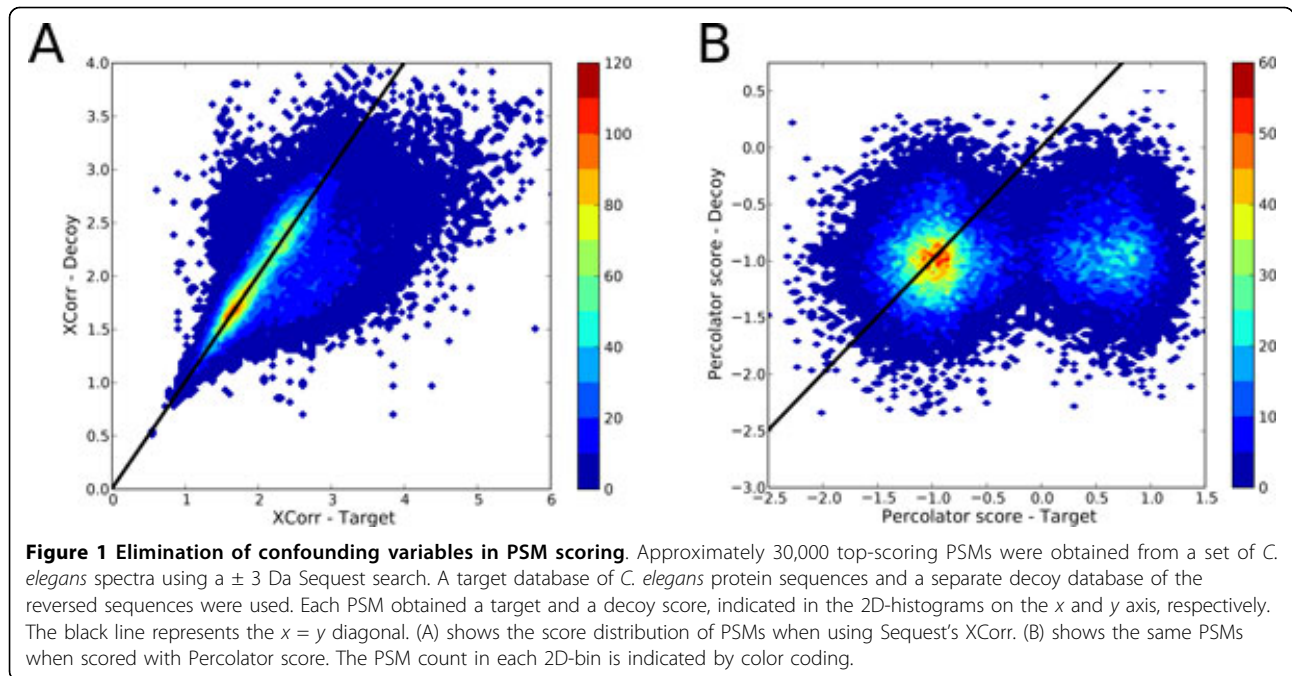 A
4.0
3.5
3.0
2.5
2.0
1.5
1.0
0.5
0.0
0 1 2 3 4 5 6
XCorr - Decoy
XCorr - Target
120
100
80
60
40
20
0
B
0.5
0.0
−0.5
−1.0
−1.5
−2.0
−2.5
−3.0
−2.5 −2.0 −1.5 −1.0 −0.5 0.0 0.5 1.0 1.5
Percolator score - Decoy
Percolator score - Target
60
50
40
30
20
10
0
Figure 1 Elimination of confounding variables in PSM scoring. Approximately 30,000 top-scoring PSMs were obtained from a set of C.
elegans spectra using a ± 3 Da Sequest search. A target database of C. elegans protein sequences and a separate decoy database of the
reversed sequences were used. Each PSM obtained a target and a decoy score, indicated in the 2D-histograms on the x and y axis, respectively.
The black line represents the x = y diagonal. (A) shows the score distribution of PSMs when using Sequest's XCorr. (B) shows the same PSMs
when scored with Percolator score. The PSM count in each 2D-bin is indicated by color coding.